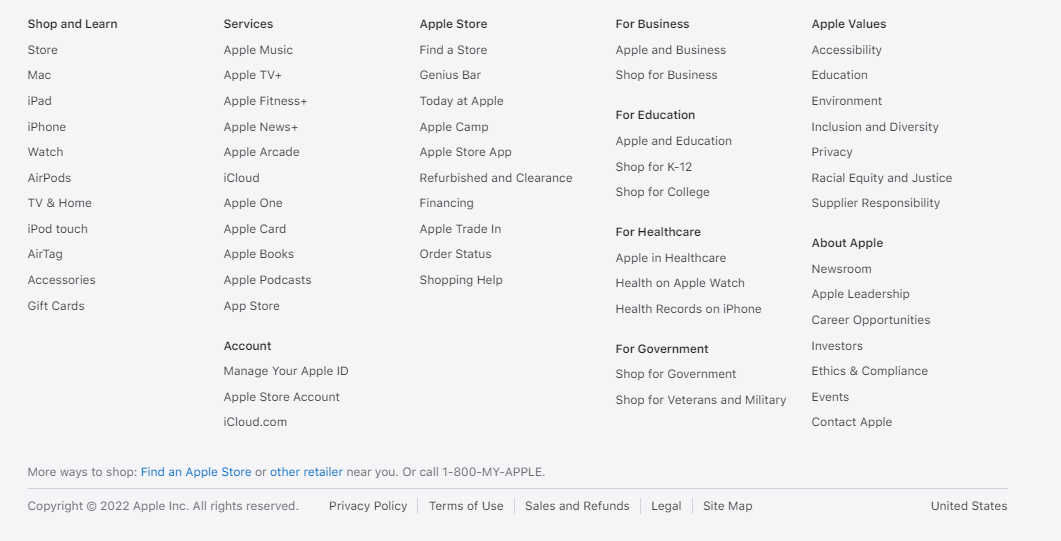 Shop and Learn
Store
Mac
iPad
iPhone
Watch
AirPods
TV & Home
iPod touch
AirTag
Accessories
Gift Cards
Services
Apple Music
Apple TV+
Apple Fitness+
Apple News+
Apple Arcade
iCloud
Apple One
Apple Card
Apple Books
Apple Podcasts
App Store
Account
Manage Your Apple ID
Apple Store Account
iCloud.com
Apple Store
Find a Store
Genius Bar
Today at Apple
Apple Camp
Apple Store App
Refurbished and Clearance
Financing
Apple Trade In
Order Status
Shopping Help
For Business
Apple and Business
Shop for Business
For Education
Apple and Education
Shop for K-12
Shop for College
For Healthcare
Apple in Healthcare
Health on Apple Watch
Health Records on iPhone
For Government
Shop for Government
Shop for Veterans and Military
Apple Values
Accessibility
Education
Environment
Inclusion and Diversity
Privacy
Racial Equity and Justice
Supplier Responsibility
About Apple
Newsroom
Apple Leadership
Career Opportunities
Investors
Ethics & Compliance
Events
Contact Apple
More ways to shop: Find an Apple Store or other retailer near you. Or call 1-800-MY-APPLE.
Copyright © 2022 Apple Inc. All rights reserved. Privacy Policy Terms of Use Sales and Refunds Legal Site Map United States